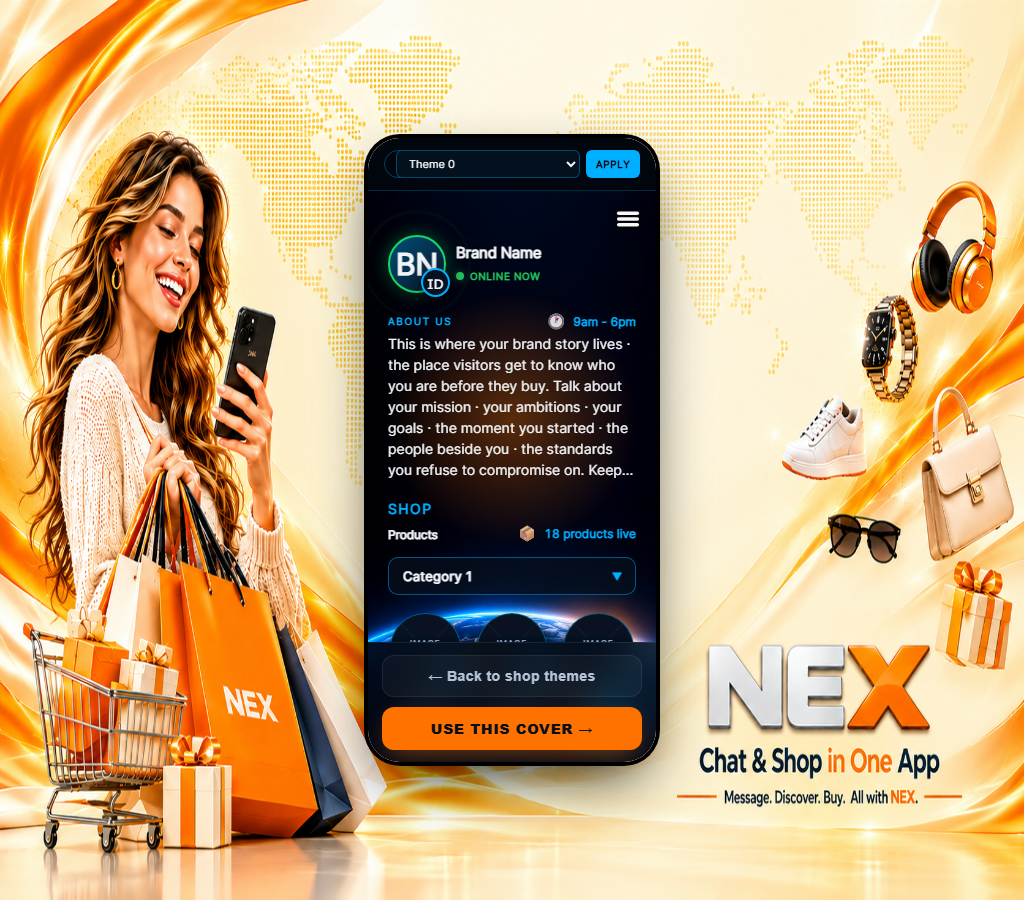 Theme 0
APPLY
BN
ID
Brand Name
ONLINE NOW
ABOUT US
9am - 6pm
This is where your brand story lives ·
the place visitors get to know who
you are before they buy. Talk about
your mission · your ambitions · your
goals · the moment you started · the
people beside you · the standards
you refuse to compromise on. Keep...
SHOP
Products
18 products live
Category 1
← Back to shop themes
USE THIS COVER →
NEX
NEX
Chat & Shop in One App
Message. Discover. Buy. All with NEX.